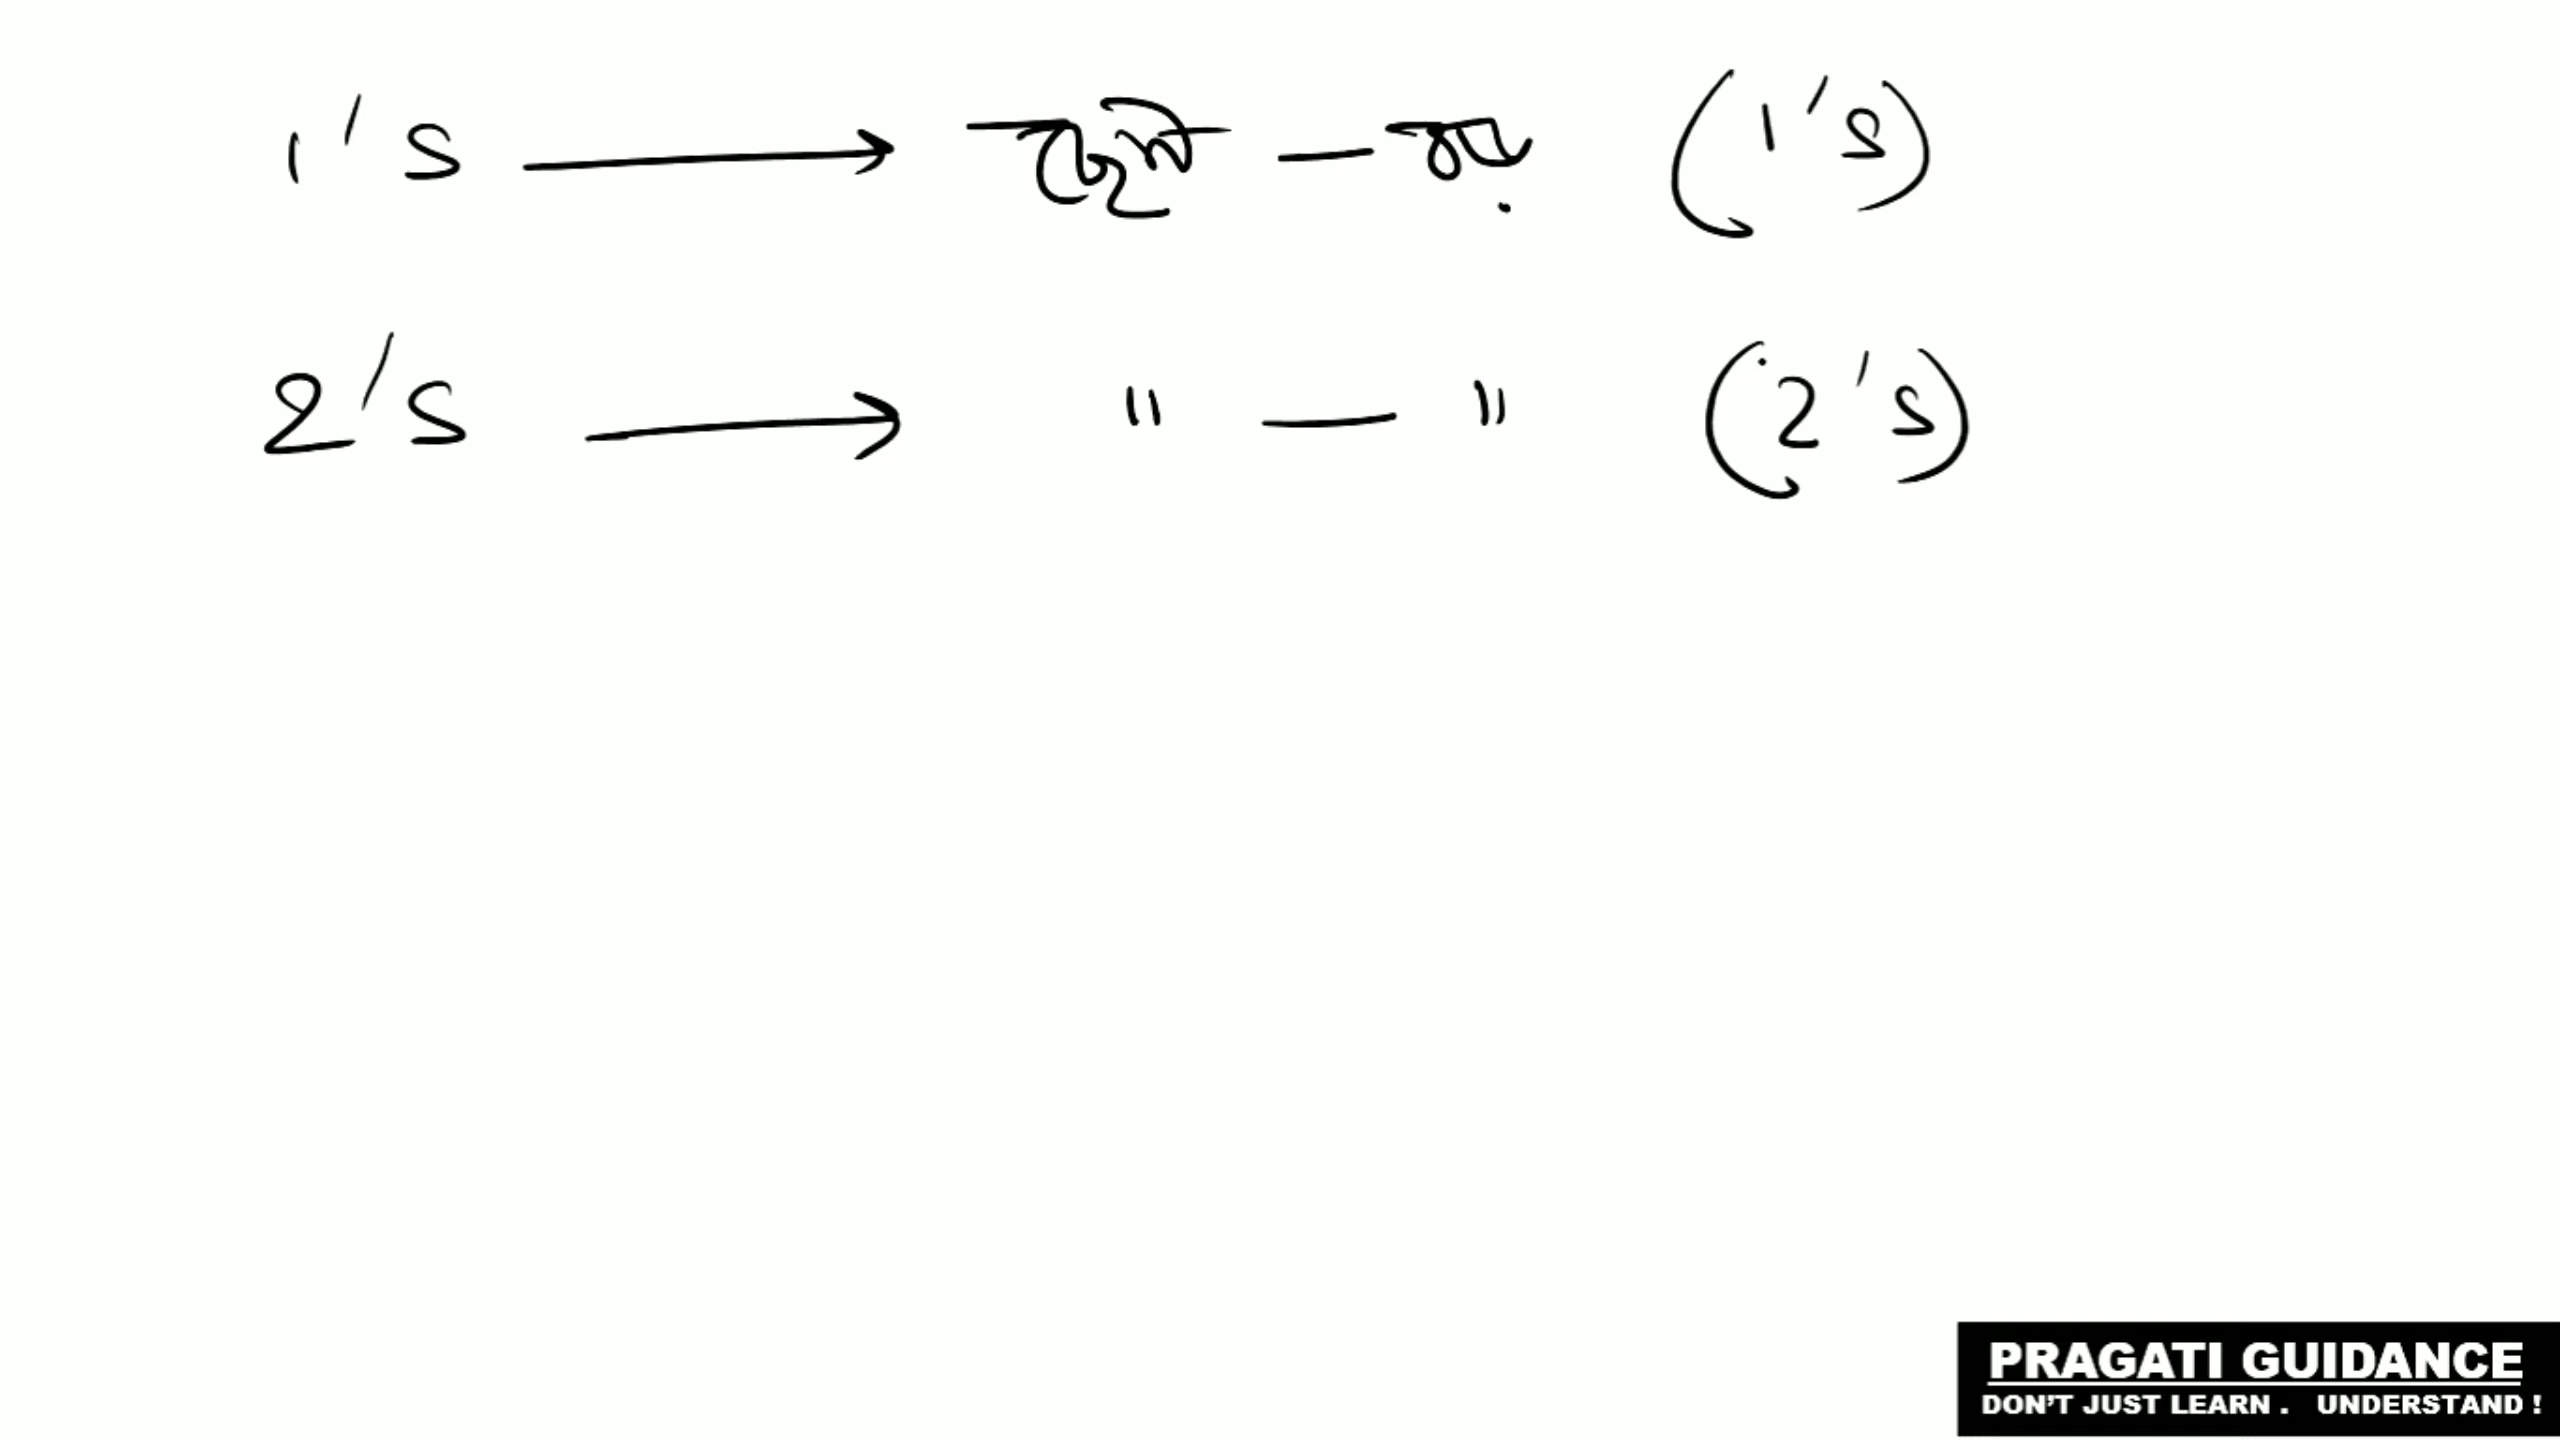 1's → — (1's)
2's → " — " (2's)
PRAGATI GUIDANCE
DON'T JUST LEARN . UNDERSTAND !